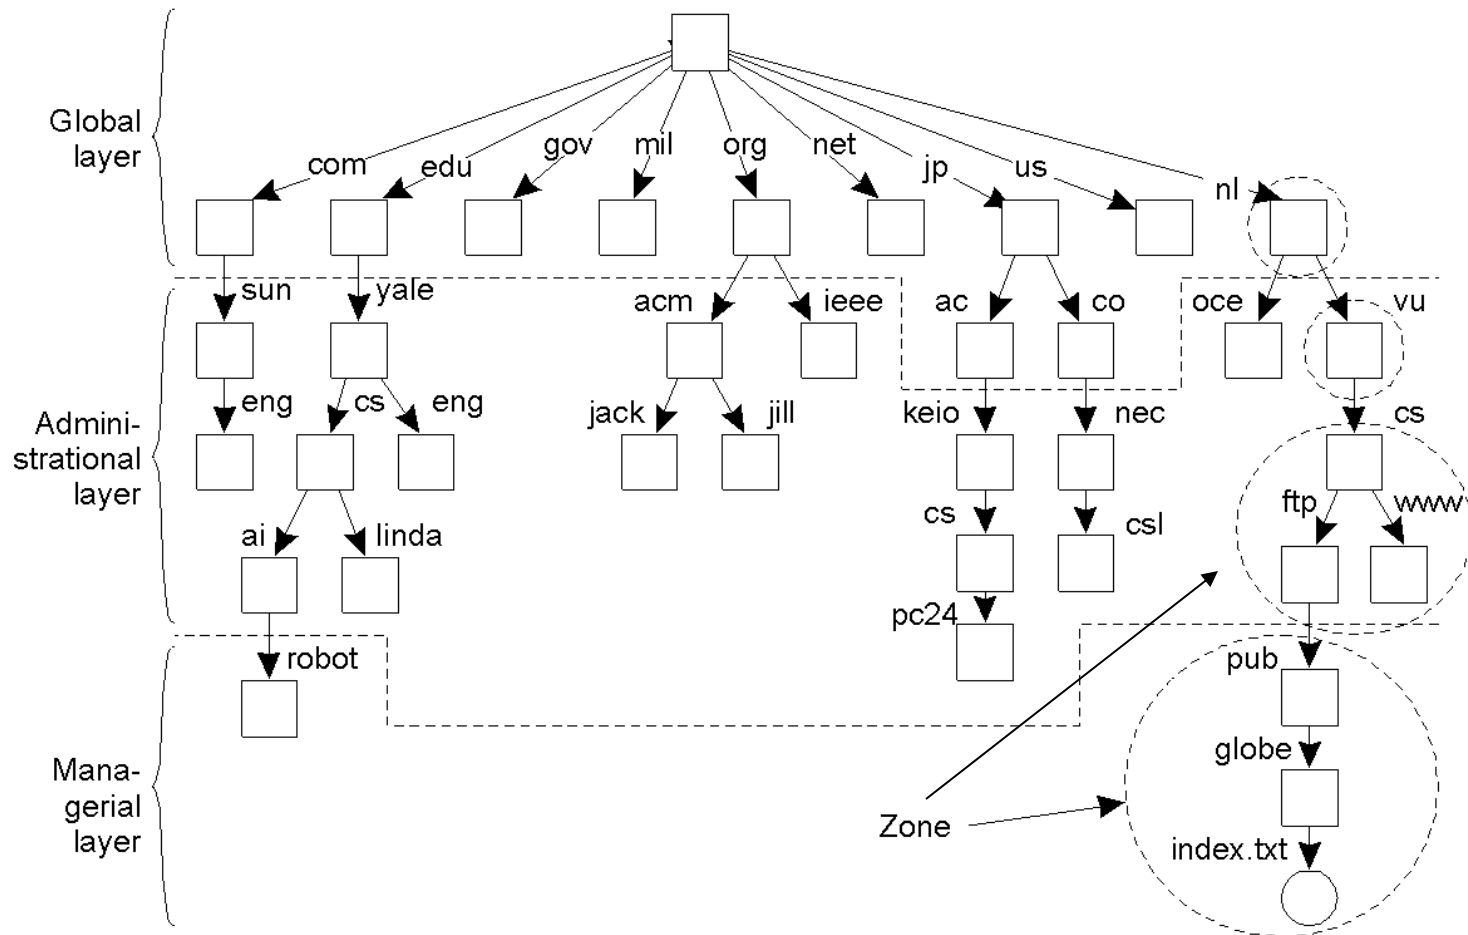 Global
layer
com
edu
gov
mil
org
net
jp
us
nl
sun
yale
acm
ieee
ac
co
oce
vu
Admini-
strational
layer
eng
cs
eng
jack
jill
keio
nec
cs
ai
linda
cs
csl
ftp
www
pc24
robot
pub
Mana-
gerial
layer
globe
Zone
index.txt